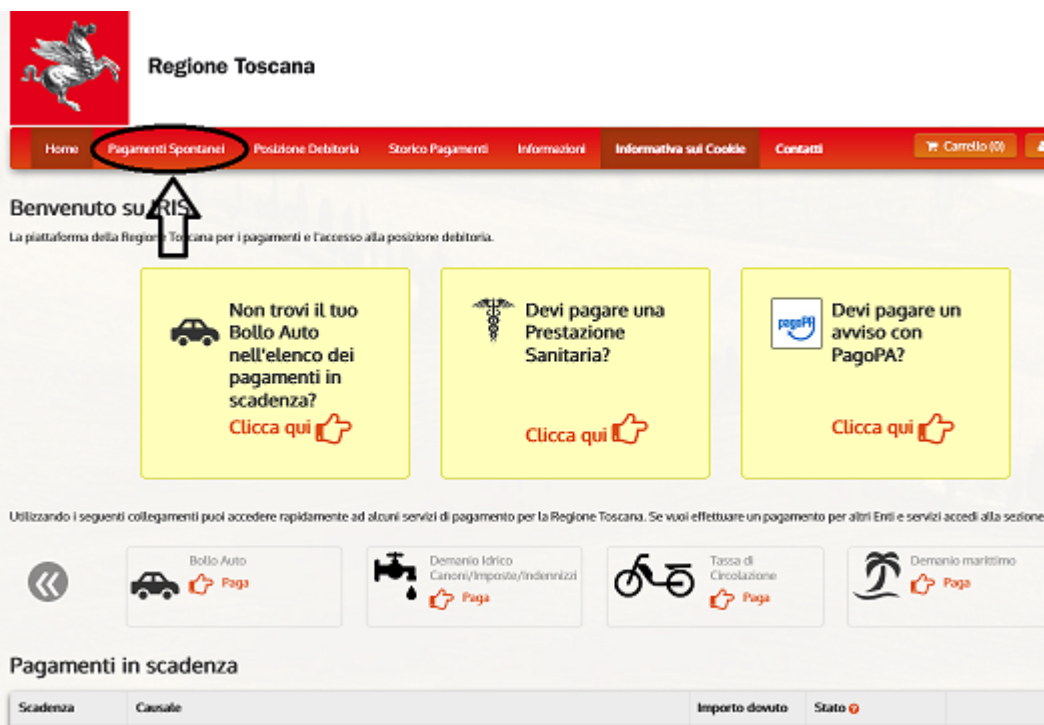 Regione Toscana
Home Pagamenti Spontanei Posizione Debitoria Storico Pagamenti Informazioni Informativa sui Cookie Contatti Carrello (0)
Benvenuto su IRIS
La piattaforma della Regione Toscana per i pagamenti e l'accesso alla posizione debitoria.
Non trovi il tuo
Bollo Auto
nell'elenco dei
pagamenti in
scadenza?
Clicca qui
Devi pagare una
Prestazione
Sanitaria?
Clicca qui
pagoPA
Devi pagare un
avviso con
PagoPA?
Clicca qui
Utilizzando i seguenti collegamenti puoi accedere rapidamente ad alcuni servizi di pagamento per la Regione Toscana. Se vuoi effettuare un pagamento per altri Enti e servizi accedi alla sezione
Bollo Auto
Paga
Demanio Idrico
Canoni/Imposte/Indennizzi
Paga
Tassa di
Circolazione
Paga
Demanio marittimo
Paga
Pagamenti in scadenza
Scadenza Causale Importo dovuto Stato